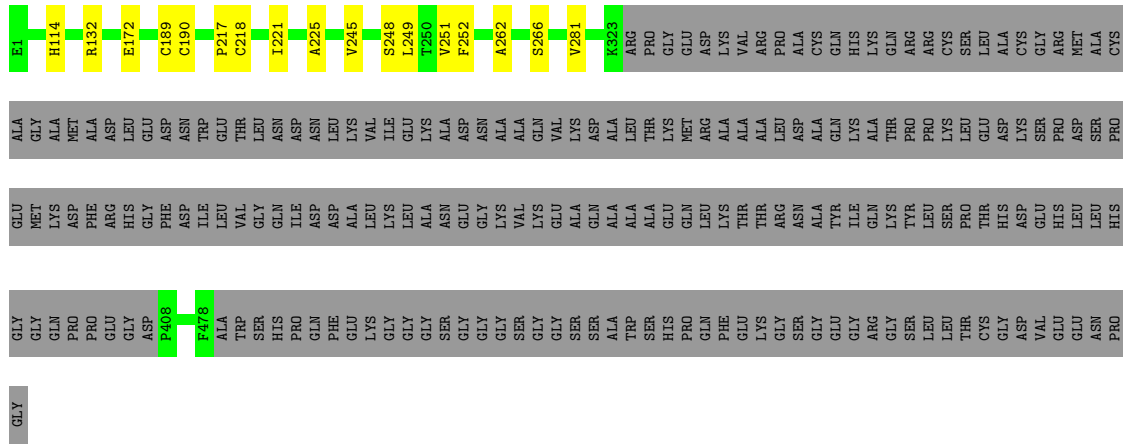 E1 H114 R132 E172 C189 C190 P217 C218 I221 A225 V245 S248 L249 T250 V251 F252 A262 S266 V281 K323 ARG PRO GLY GLU ASP LYS VAL ARG PRO ALA CYS GLN HIS LYS GLN ARG ARG CYS SER LEU ALA CYS GLY ARG MET ALA CYS
ALA GLY ALA MET ALA ASP LEU GLU ASP ASN TRP GLU THR LEU ASN ASP ASN LEU LYS VAL ILE GLU LYS ALA ASP ASN ALA ALA GLN VAL LYS ASP ALA LEU THR LYS MET ARG ALA ALA ALA LEU ASP ALA GLN LYS ALA THR PRO PRO LYS LEU GLU ASP LYS SER PRO ASP SER PRO
GLU MET LYS ASP PHE ARG HIS GLY PHE ASP ILE LEU VAL GLY GLN ILE ASP ASP ALA LEU LYS LEU ALA ASN GLU GLY LYS VAL LYS GLU ALA GLN ALA ALA ALA GLU GLN LEU LYS THR THR ARG ASN ALA TYR ILE GLN LYS TYR LEU SER PRO THR HIS ASP GLU HIS LEU LEU HIS
GLY GLY GLN PRO PRO GLU GLY ASP P408 F478 ALA TRP SER HIS PRO GLN PHE GLU LYS GLY GLY GLY SER GLY GLY GLY SER GLY GLY SER SER ALA TRP SER HIS PRO GLN PHE GLU LYS GLY SER GLY GLU GLY ARG GLY SER LEU LEU THR CYS GLY ASP VAL GLU GLU ASN PRO
GLY